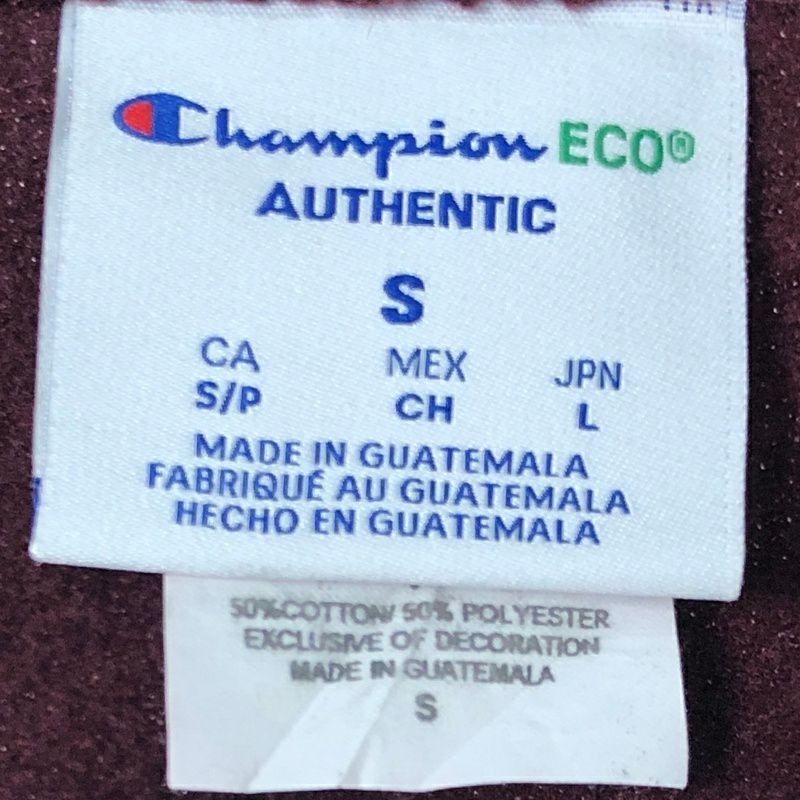 Champion ECO®
AUTHENTIC
S
CA MEX JPN
S/P CH L
MADE IN GUATEMALA
FABRIQUÉ AU GUATEMALA
HECHO EN GUATEMALA
50%COTTON/ 50% POLYESTER
EXCLUSIVE OF DECORATION
MADE IN GUATEMALA
S